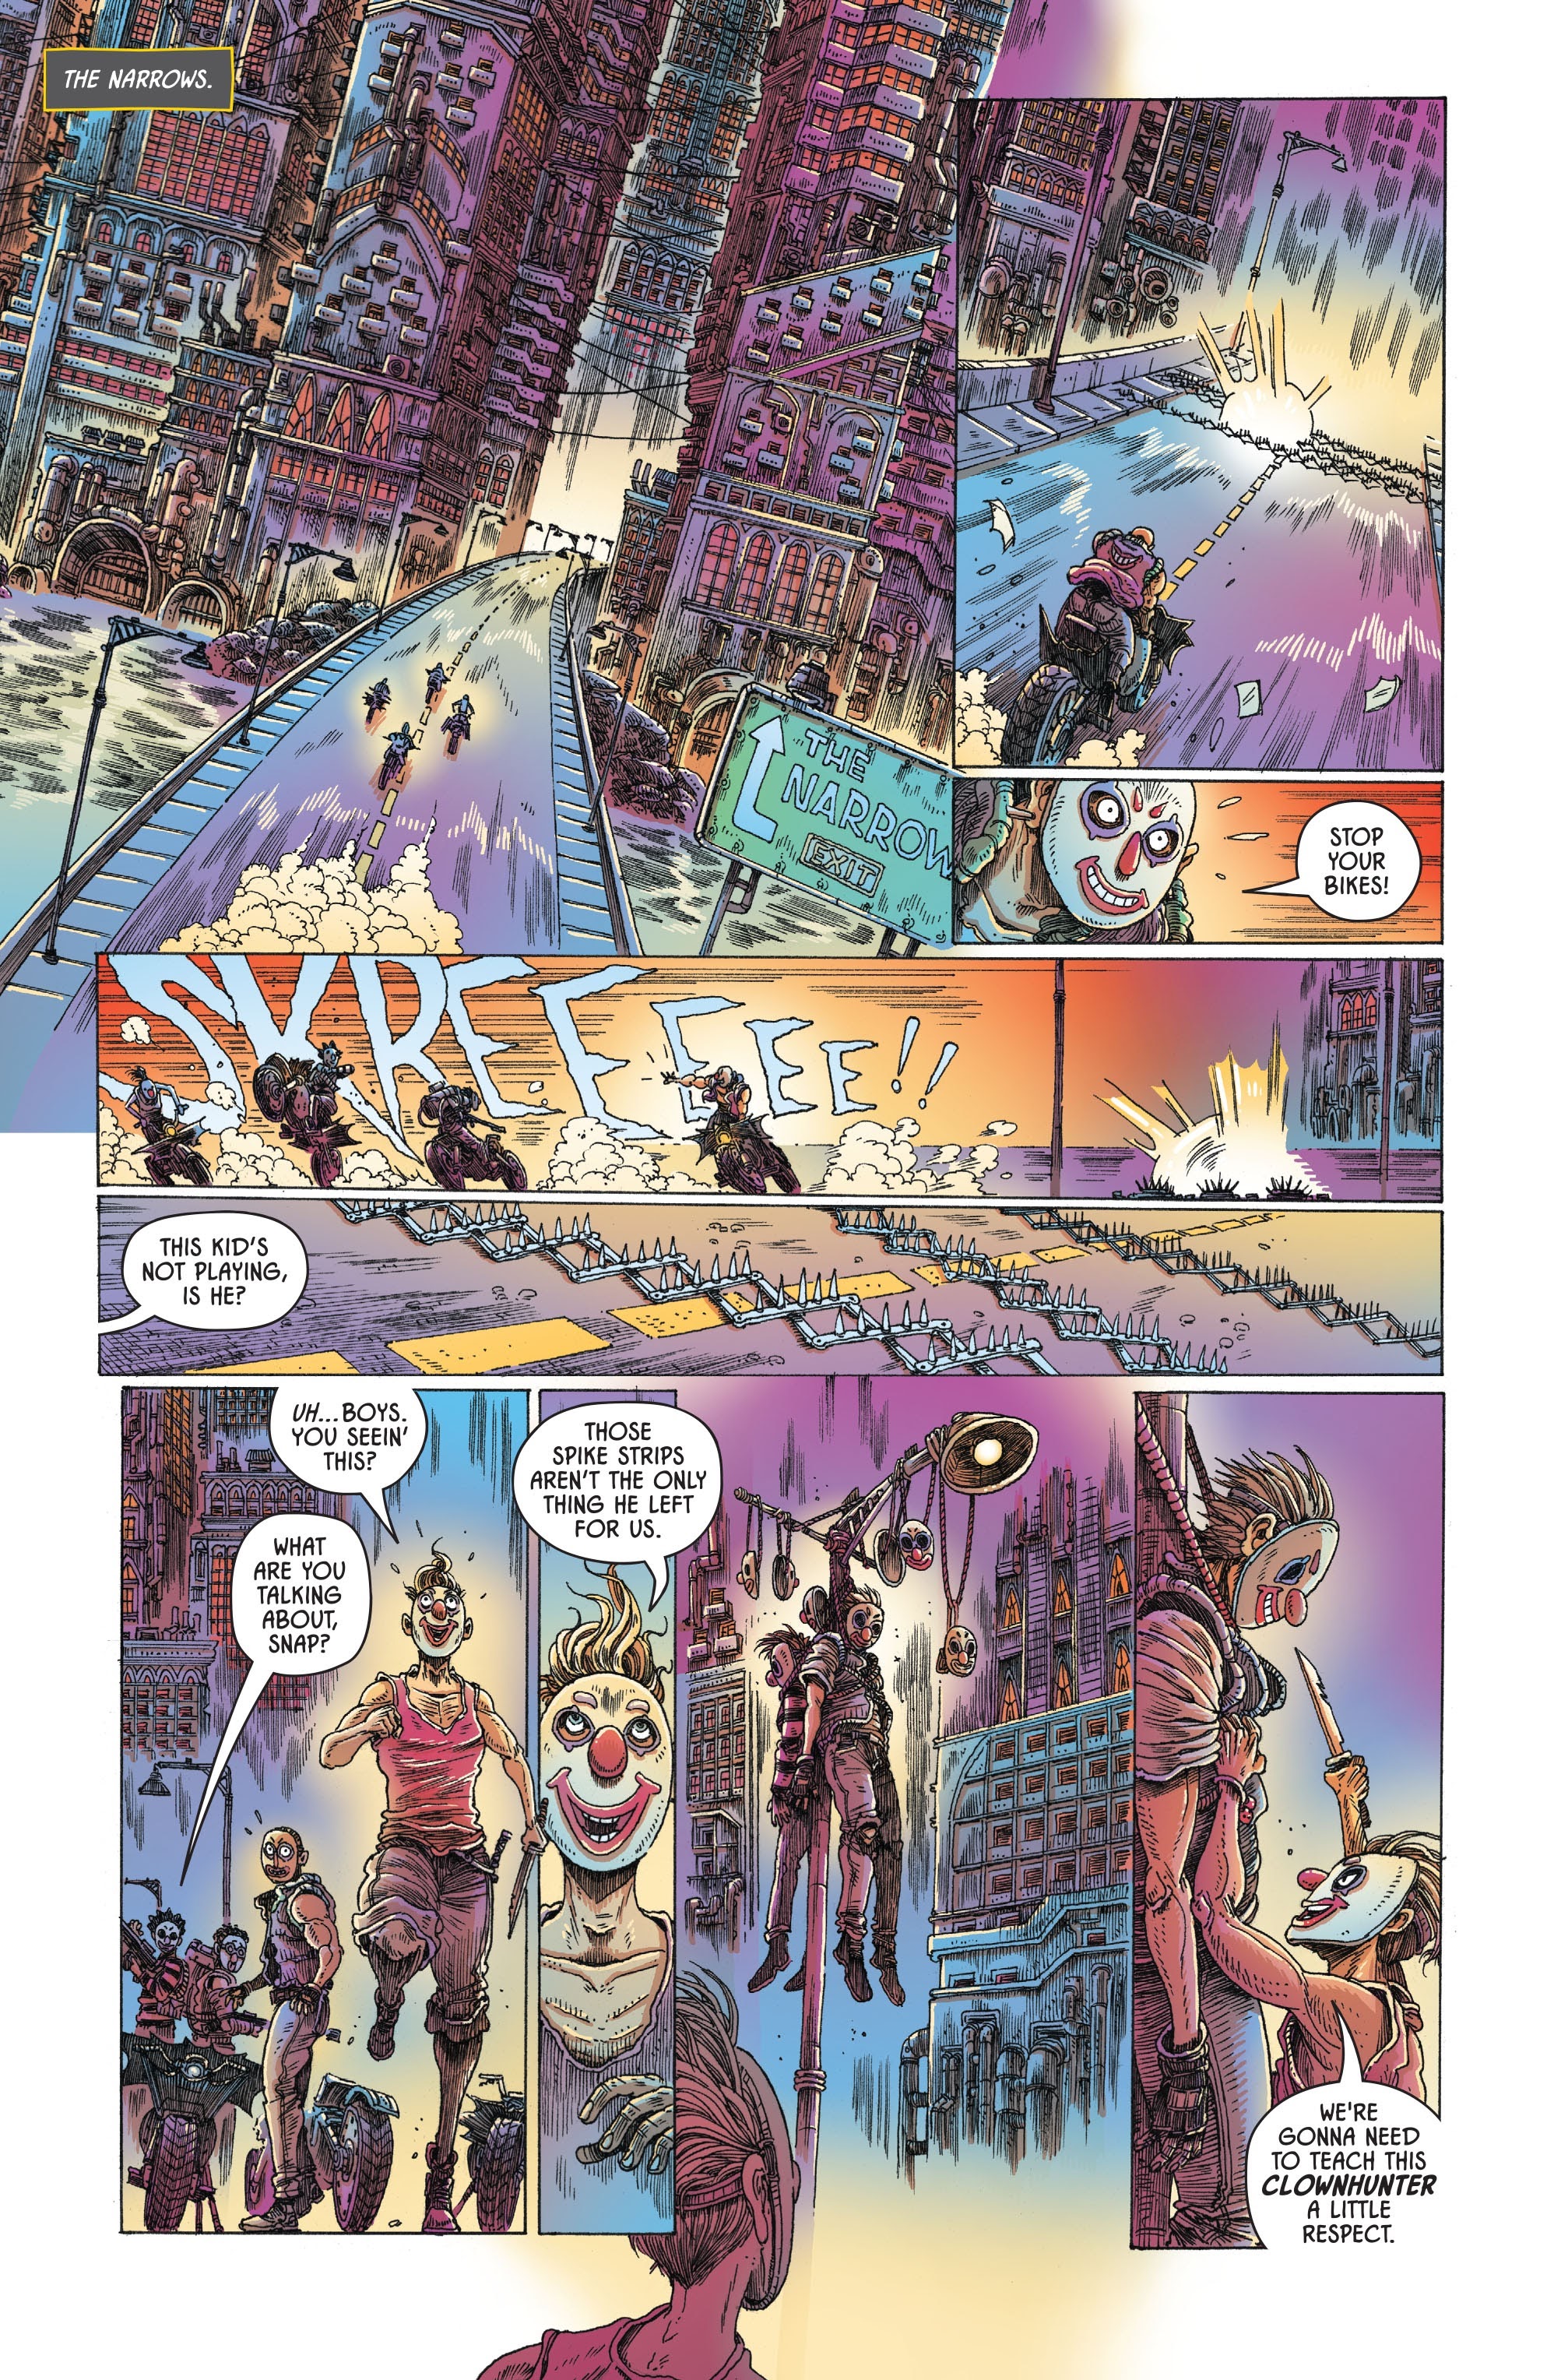 THE NARROWS.
THE
NARROW
EXIT
STOP
YOUR
BIKES!
SKREEEEEE!!
THIS KID'S
NOT PLAYING,
IS HE?
UH...BOYS.
YOU SEEIN'
THIS?
WHAT
ARE YOU
TALKING
ABOUT,
SNAP?
THOSE
SPIKE STRIPS
AREN'T THE ONLY
THING HE LEFT
FOR US.
WE'RE
GONNA NEED
TO TEACH THIS
CLOWNHUNTER
A LITTLE
RESPECT.